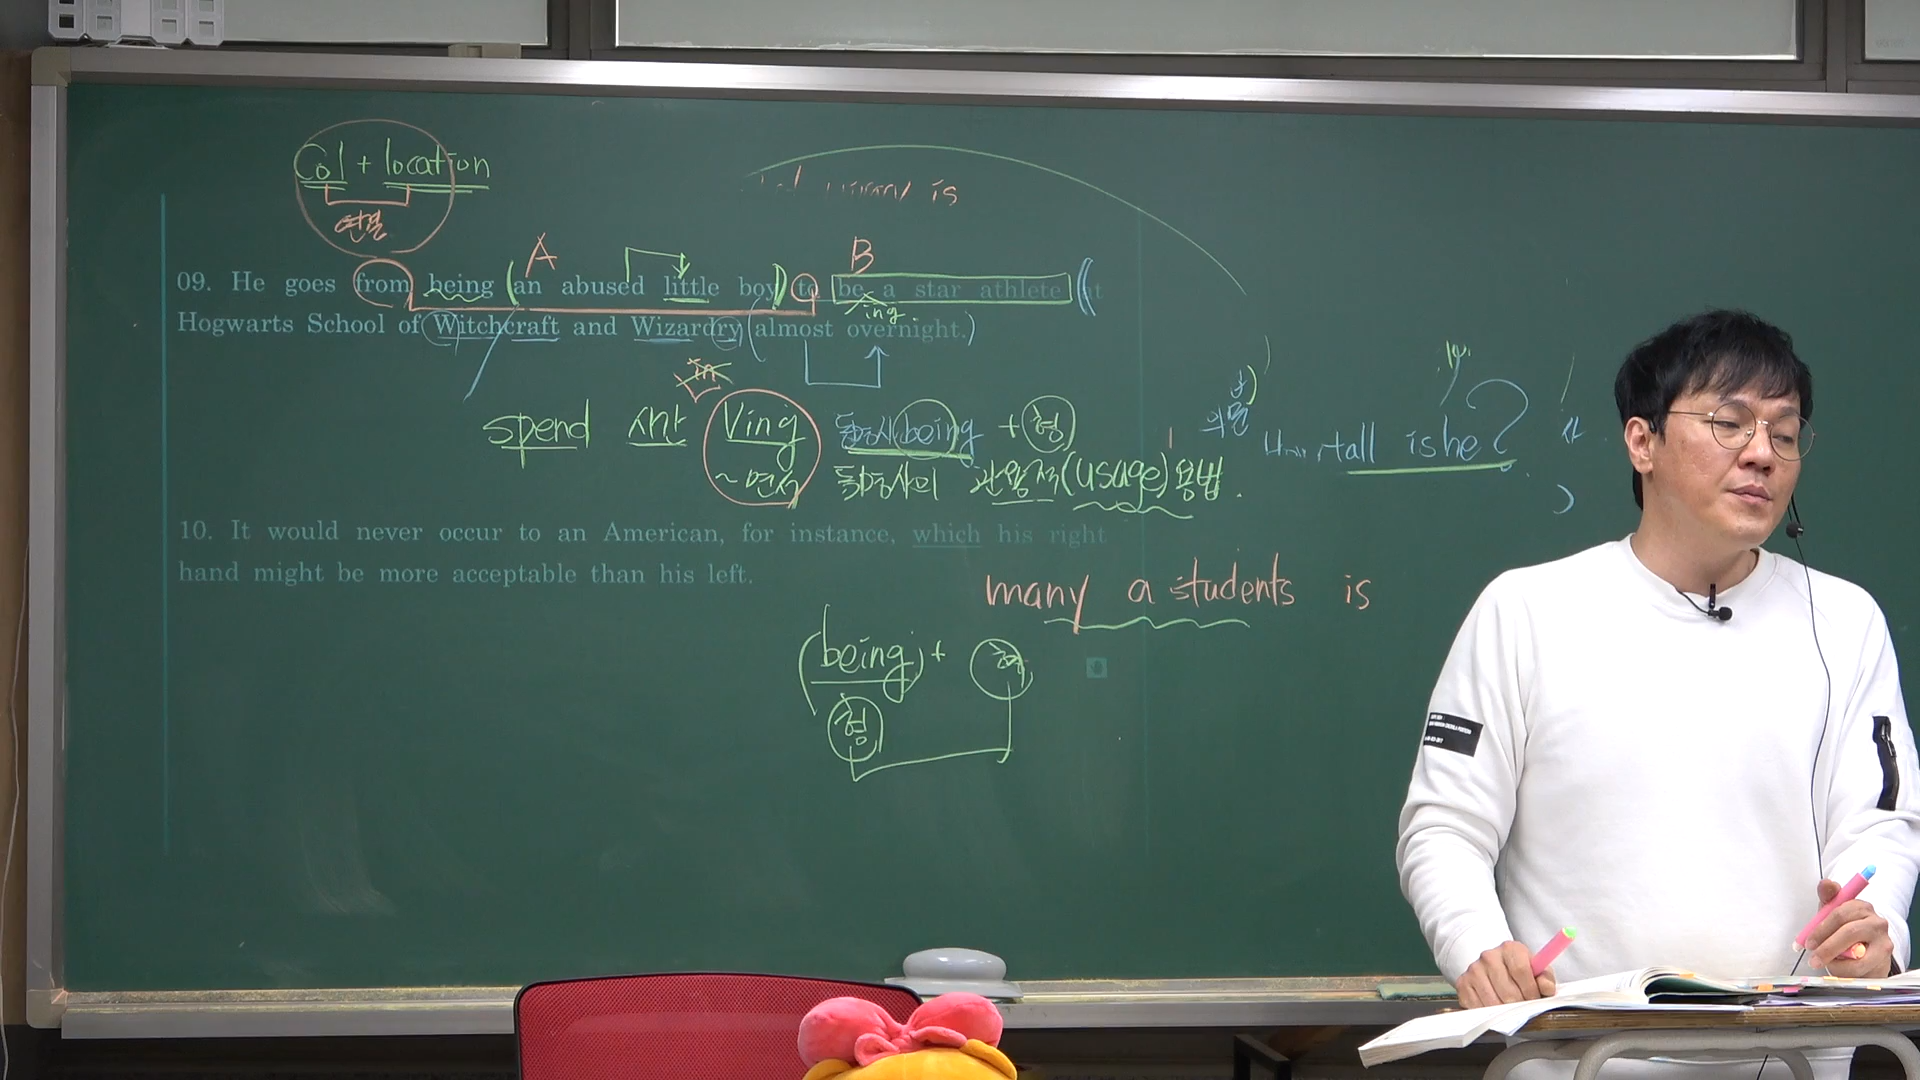 Col + location
연결
is
A
B
09. He goes from being an abused little boy to be a star athlete at
ing.
Hogwarts School of Witchcraft and Wizardry almost overnight.)
in
spend 시간 Ving 동명사 being + 형
~면서 동명사의 관용적(usage)용법.
tall is he?
10. It would never occur to an American, for instance, which his right
hand might be more acceptable than his left.
many a students is
(being) + 형
형